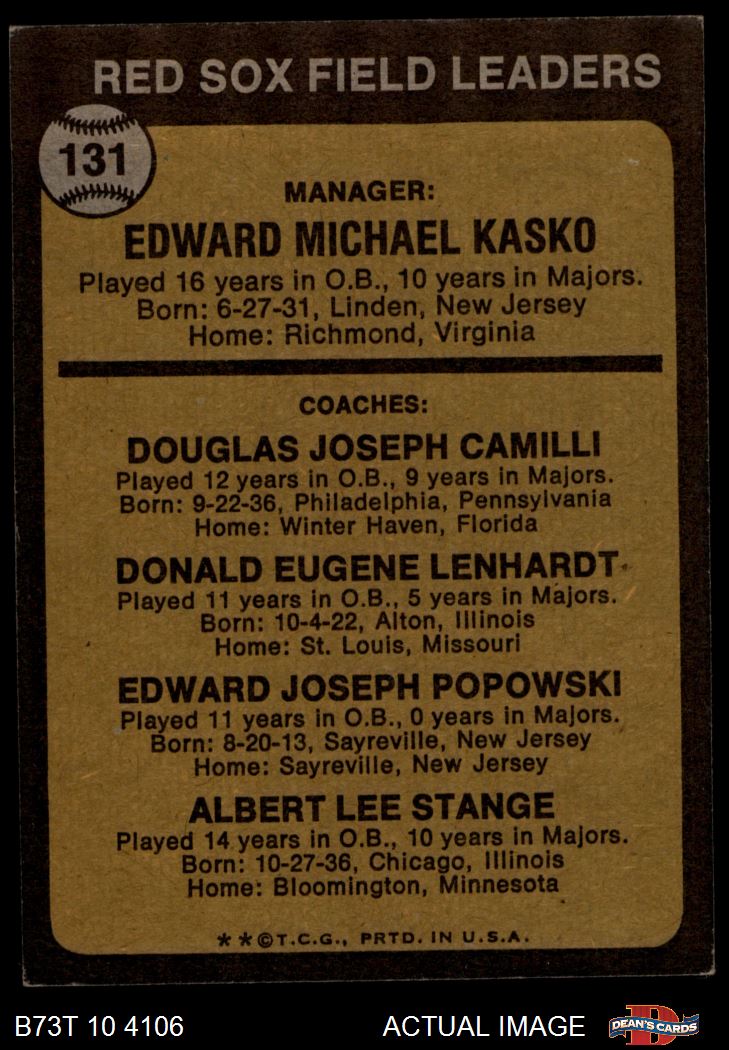 RED SOX FIELD LEADERS
131
MANAGER:
EDWARD MICHAEL KASKO
Played 16 years in O.B., 10 years in Majors.
Born: 6-27-31, Linden, New Jersey
Home: Richmond, Virginia
COACHES:
DOUGLAS JOSEPH CAMILLI
Played 12 years in O.B., 9 years in Majors.
Born: 9-22-36, Philadelphia, Pennsylvania
Home: Winter Haven, Florida
DONALD EUGENE LENHARDT
Played 11 years in O.B., 5 years in Majors.
Born: 10-4-22, Alton, Illinois
Home: St. Louis, Missouri
EDWARD JOSEPH POPOWSKI
Played 11 years in O.B., 0 years in Majors.
Born: 8-20-13, Sayreville, New Jersey
Home: Sayreville, New Jersey
ALBERT LEE STANGE
Played 14 years in O.B., 10 years in Majors.
Born: 10-27-36, Chicago, Illinois
Home: Bloomington, Minnesota
**©T.C.G., PRTD. IN U.S.A.
B73T 10 4106 ACTUAL IMAGE D DEAN'S CARDS